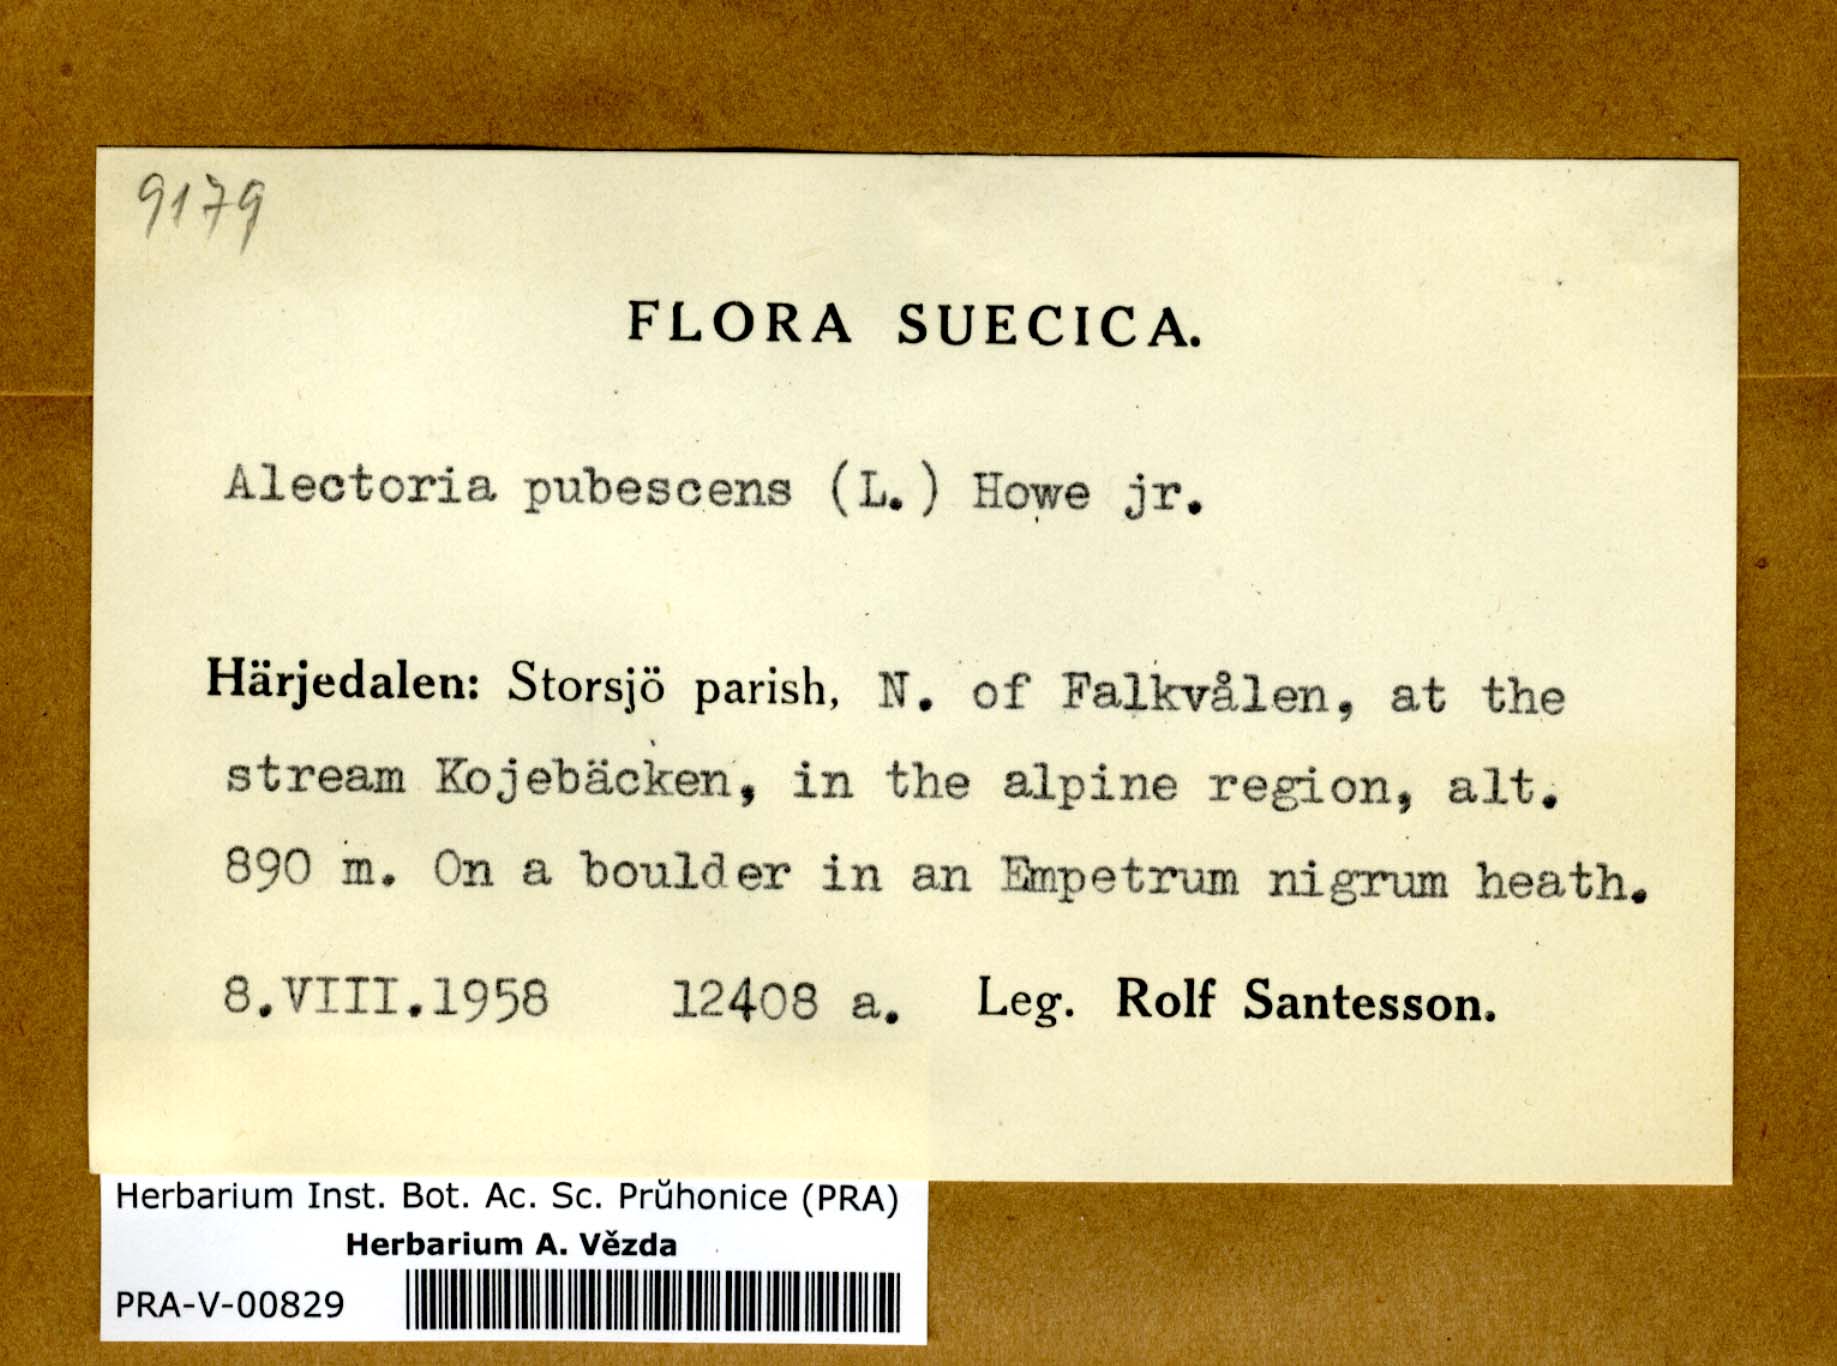 9179
FLORA SUECICA.
Alectoria pubescens (L.) Howe jr.
Härjedalen: Storsjö parish, N. of Falkvålen, at the
stream Kojebäcken, in the alpine region, alt.
890 m. On a boulder in an Empetrum nigrum heath.
8.VIII.1958 12408 a. Leg. Rolf Santesson.
Herbarium Inst. Bot. Ac. Sc. Prŭhonice (PRA)
Herbarium A. Vězda
PRA-V-00829